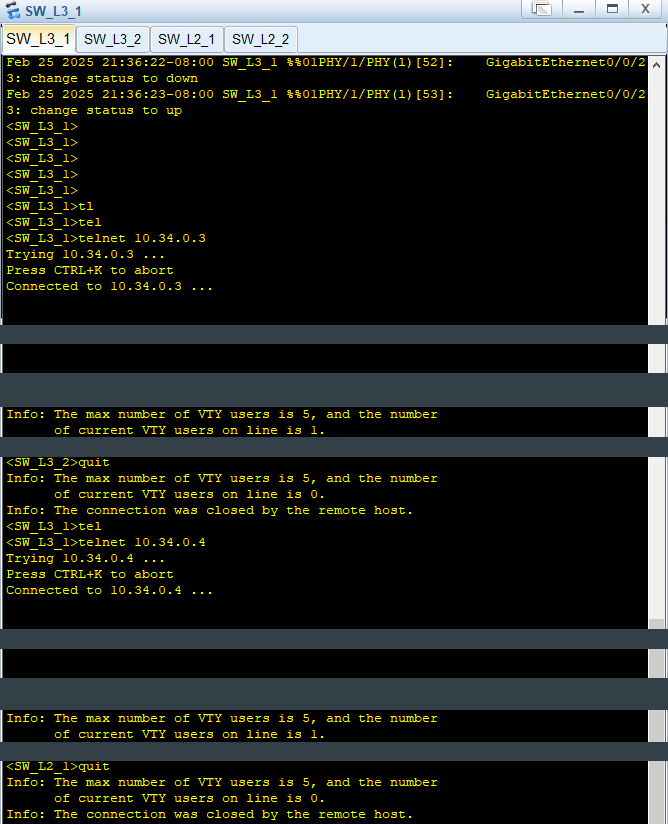 SW_L3_1
X
SW_L3_1 SW_L3_2 SW_L2_1 SW_L2_2
Feb 25 2025 21:36:22-08:00 SW_L3_1 %%01PHY/1/PHY(l)[52]:    GigabitEthernet0/0/2
3: change status to down
Feb 25 2025 21:36:23-08:00 SW_L3_1 %%01PHY/1/PHY(l)[53]:    GigabitEthernet0/0/2
3: change status to up
<SW_L3_1>
<SW_L3_1>
<SW_L3_1>
<SW_L3_1>
<SW_L3_1>
<SW_L3_1>tl
<SW_L3_1>tel
<SW_L3_1>telnet 10.34.0.3
Trying 10.34.0.3 ...
Press CTRL+K to abort
Connected to 10.34.0.3 ...
Info: The max number of VTY users is 5, and the number
      of current VTY users on line is 1.
<SW_L3_2>quit
Info: The max number of VTY users is 5, and the number
      of current VTY users on line is 0.
Info: The connection was closed by the remote host.
<SW_L3_1>tel
<SW_L3_1>telnet 10.34.0.4
Trying 10.34.0.4 ...
Press CTRL+K to abort
Connected to 10.34.0.4 ...
Info: The max number of VTY users is 5, and the number
      of current VTY users on line is 1.
<SW_L2_1>quit
Info: The max number of VTY users is 5, and the number
      of current VTY users on line is 0.
Info: The connection was closed by the remote host.